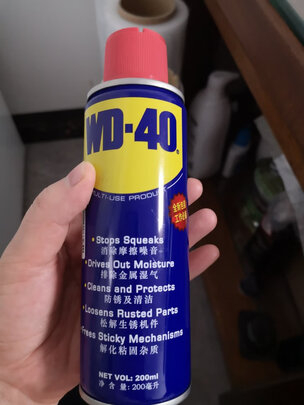 WD-40
MULTI-USE PRODUCT
• Stops Squeaks
消除摩擦噪音
• Drives Out Moisture
排除金属湿气
• Cleans and Protects
防锈及清洁
• Loosens Rusted Parts
松解生锈机件
• Frees Sticky Mechanisms
解化粘固杂质
NET VOL: 200ml
净 含 量: 200毫升